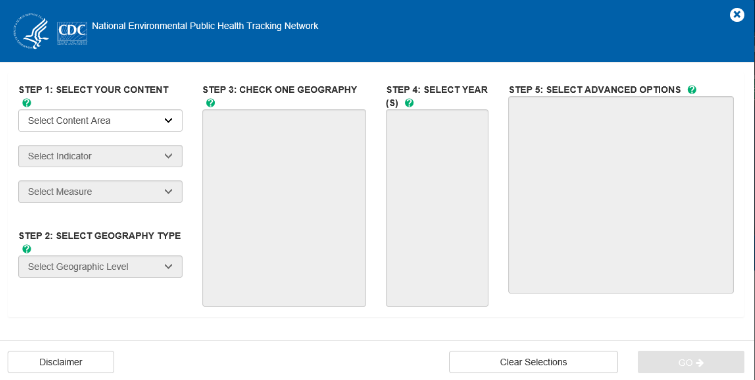 CDC
National Environmental Public Health Tracking Network
STEP 1: SELECT YOUR CONTENT
?
Select Content Area
Select Indicator
Select Measure
STEP 2: SELECT GEOGRAPHY TYPE
?
Select Geographic Level
STEP 3: CHECK ONE GEOGRAPHY
?
STEP 4: SELECT YEAR
(S) ?
STEP 5: SELECT ADVANCED OPTIONS ?
Disclaimer
Clear Selections
GO